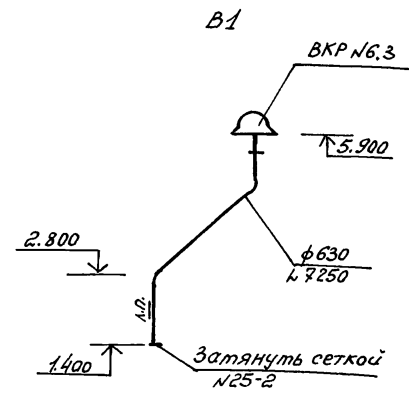 В1
ВКР №6.3
5.900
2.800
ф630
L 7250
л.п.
1.400
Затянуть сеткой
№25-2